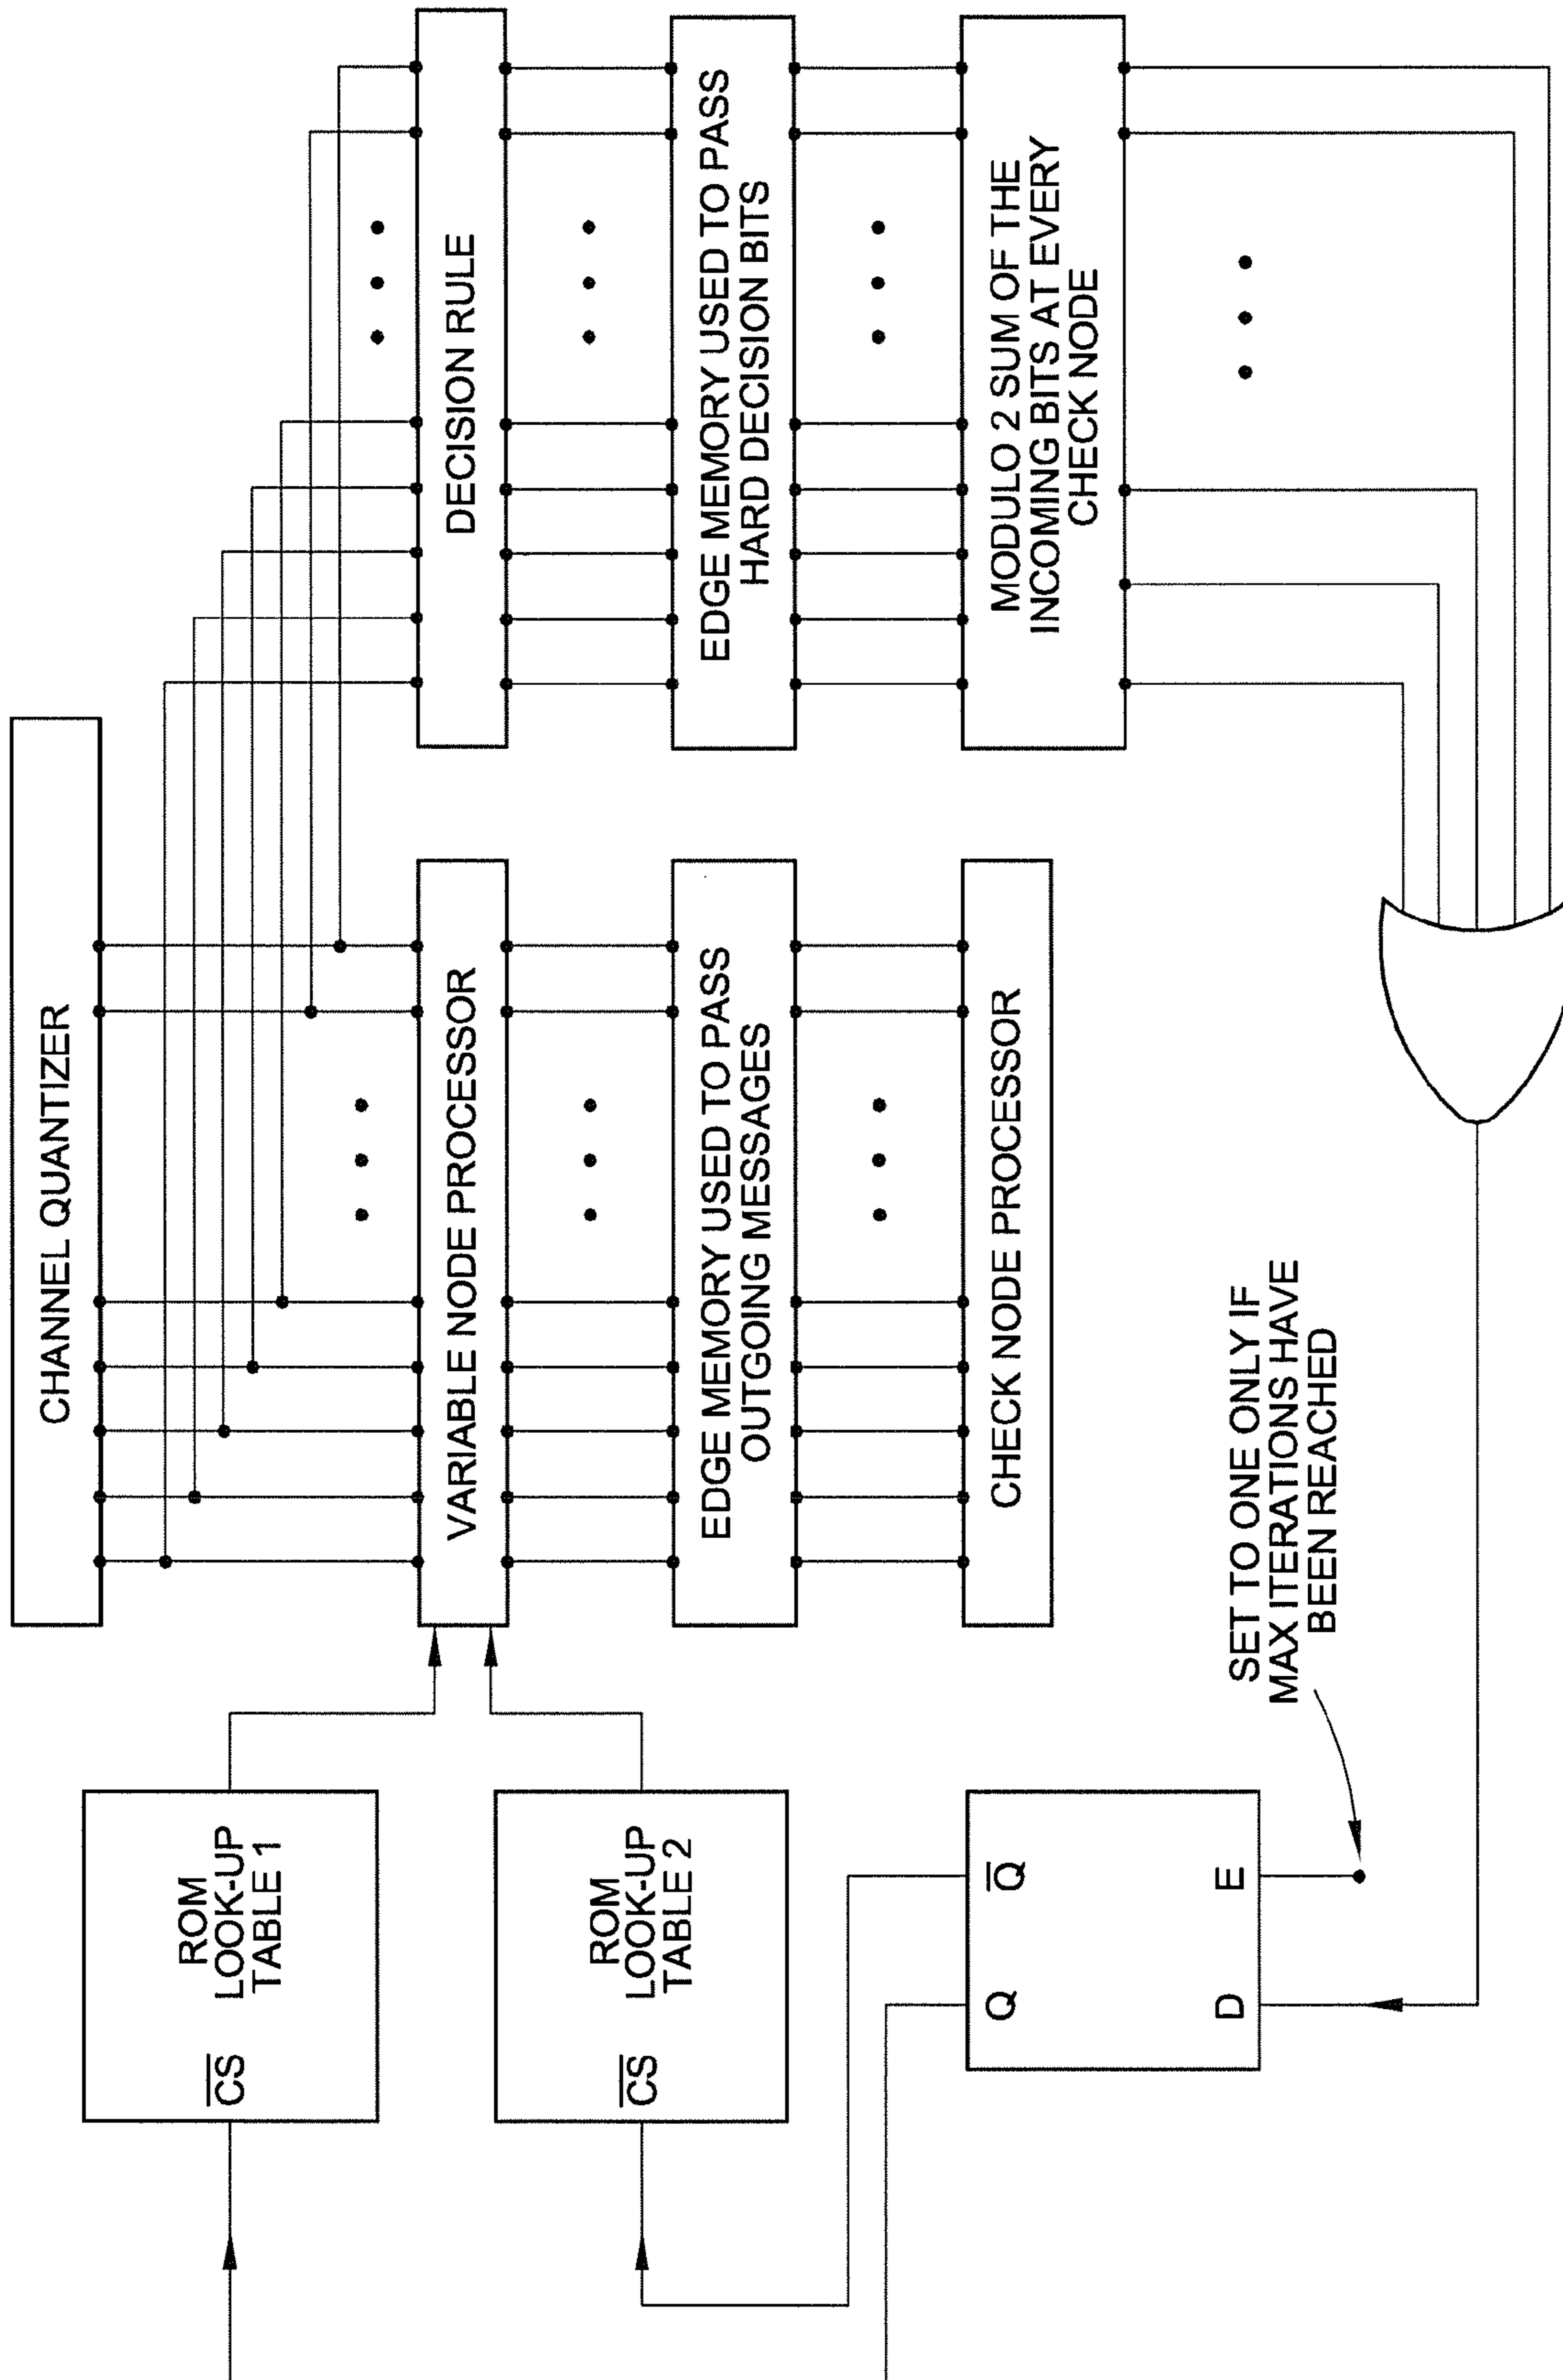 CHANNEL QUANTIZER
DECISION RULE
EDGE MEMORY USED TO PASS
HARD DECISION BITS
MODULO 2 SUM OF THE
INCOMING BITS AT EVERY
CHECK NODE
VARIABLE NODE PROCESSOR
EDGE MEMORY USED TO PASS
OUTGOING MESSAGES
CHECK NODE PROCESSOR
ROM
LOOK-UP
TABLE 1
CS
ROM
LOOK-UP
TABLE 2
CS
Q
Q
D
E
SET TO ONE ONLY IF
MAX ITERATIONS HAVE
BEEN REACHED